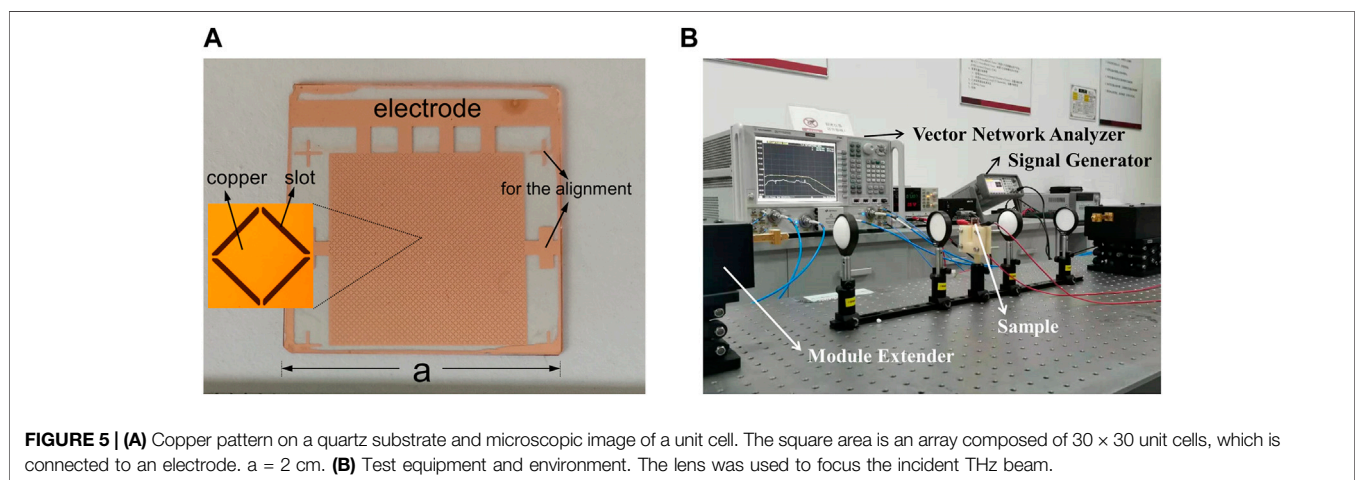 A
B
electrode
copper
slot
for the alignment
a
Vector Network Analyzer
Signal Generator
Sample
Module Extender
FIGURE 5 | (A) Copper pattern on a quartz substrate and microscopic image of a unit cell. The square area is an array composed of 30 × 30 unit cells, which is
connected to an electrode. a = 2 cm. (B) Test equipment and environment. The lens was used to focus the incident THz beam.